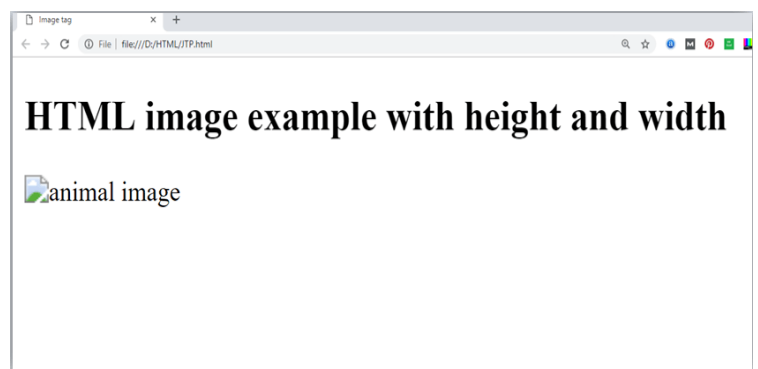 Image tag
File | file:///D:/HTML/JTP.html
HTML image example with height and width
animal image